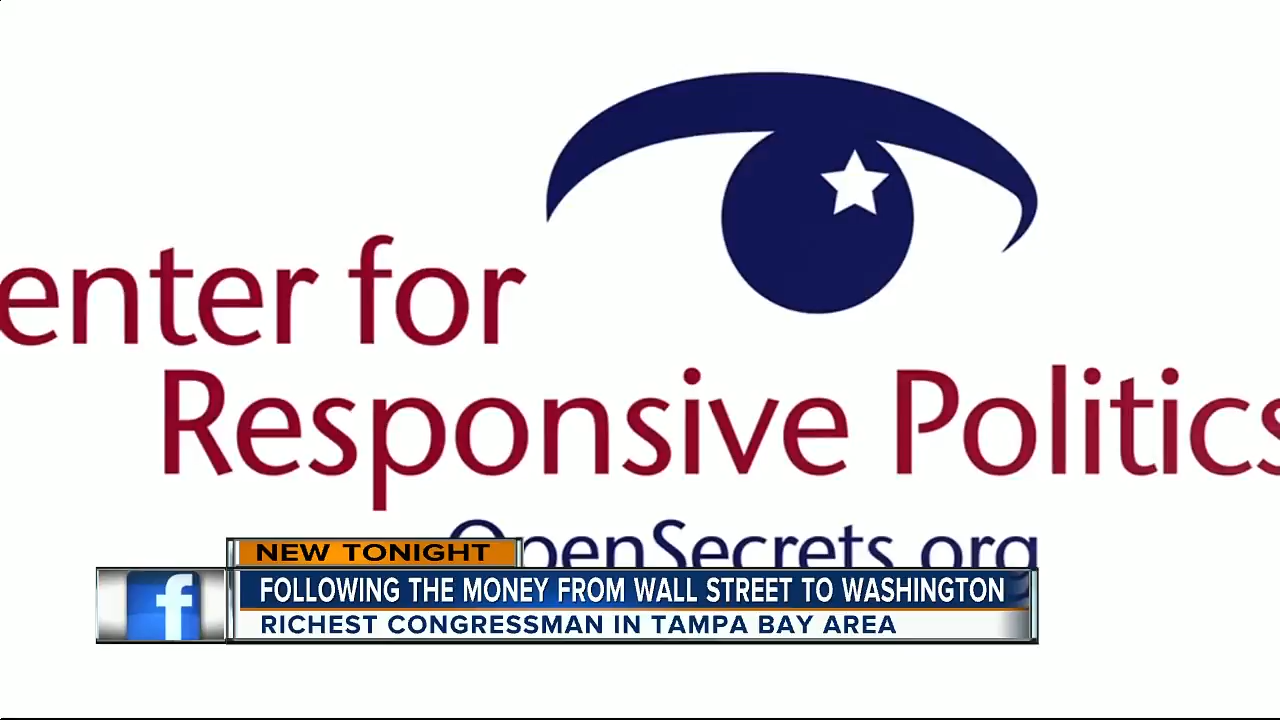 enter for
Responsive Politics
OpenSecrets.org
NEW TONIGHT
f
FOLLOWING THE MONEY FROM WALL STREET TO WASHINGTON
RICHEST CONGRESSMAN IN TAMPA BAY AREA